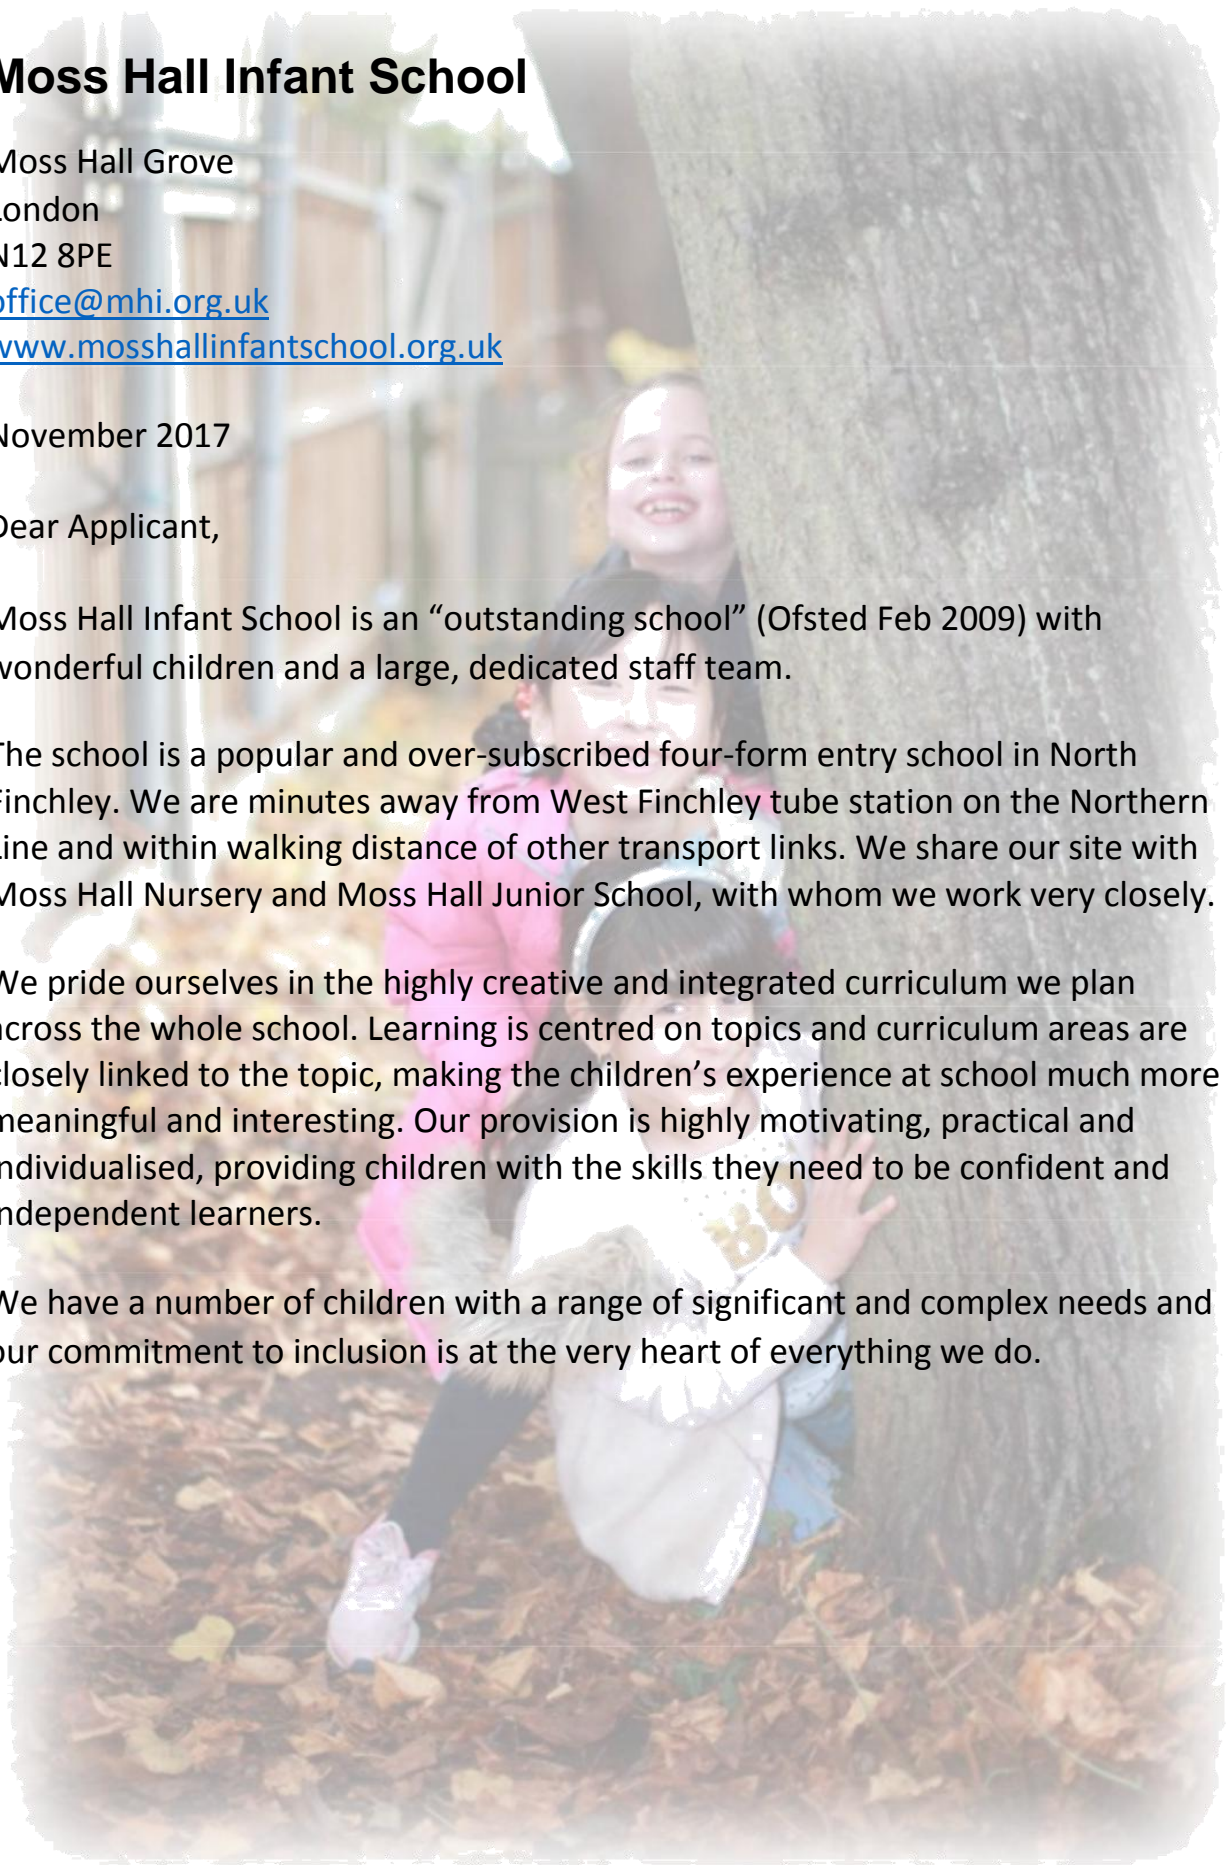 Moss Hall Infant School
Moss Hall Grove
London
N12 8PE
office@mhi.org.uk
www.mosshallinfantschool.org.uk
November 2017
Dear Applicant,
Moss Hall Infant School is an “outstanding school” (Ofsted Feb 2009) with
wonderful children and a large, dedicated staff team.
The school is a popular and over-subscribed four-form entry school in North
Finchley. We are minutes away from West Finchley tube station on the Northern
Line and within walking distance of other transport links. We share our site with
Moss Hall Nursery and Moss Hall Junior School, with whom we work very closely.
We pride ourselves in the highly creative and integrated curriculum we plan
across the whole school. Learning is centred on topics and curriculum areas are
closely linked to the topic, making the children’s experience at school much more
meaningful and interesting. Our provision is highly motivating, practical and
individualised, providing children with the skills they need to be confident and
independent learners.
We have a number of children with a range of significant and complex needs and
our commitment to inclusion is at the very heart of everything we do.